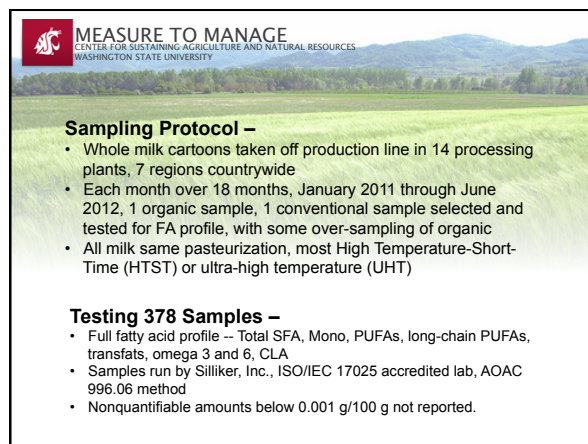 MEASURE TO MANAGE
CENTER FOR SUSTAINING AGRICULTURE AND NATURAL RESOURCES
WASHINGTON STATE UNIVERSITY
Sampling Protocol –
• Whole milk cartoons taken off production line in 14 processing
plants, 7 regions countrywide
• Each month over 18 months, January 2011 through June
2012, 1 organic sample, 1 conventional sample selected and
tested for FA profile, with some over-sampling of organic
• All milk same pasteurization, most High Temperature-Short-
Time (HTST) or ultra-high temperature (UHT)
Testing 378 Samples –
• Full fatty acid profile -- Total SFA, Mono, PUFAs, long-chain PUFAs,
transfats, omega 3 and 6, CLA
• Samples run by Silliker, Inc., ISO/IEC 17025 accredited lab, AOAC
996.06 method
• Nonquantifiable amounts below 0.001 g/100 g not reported.